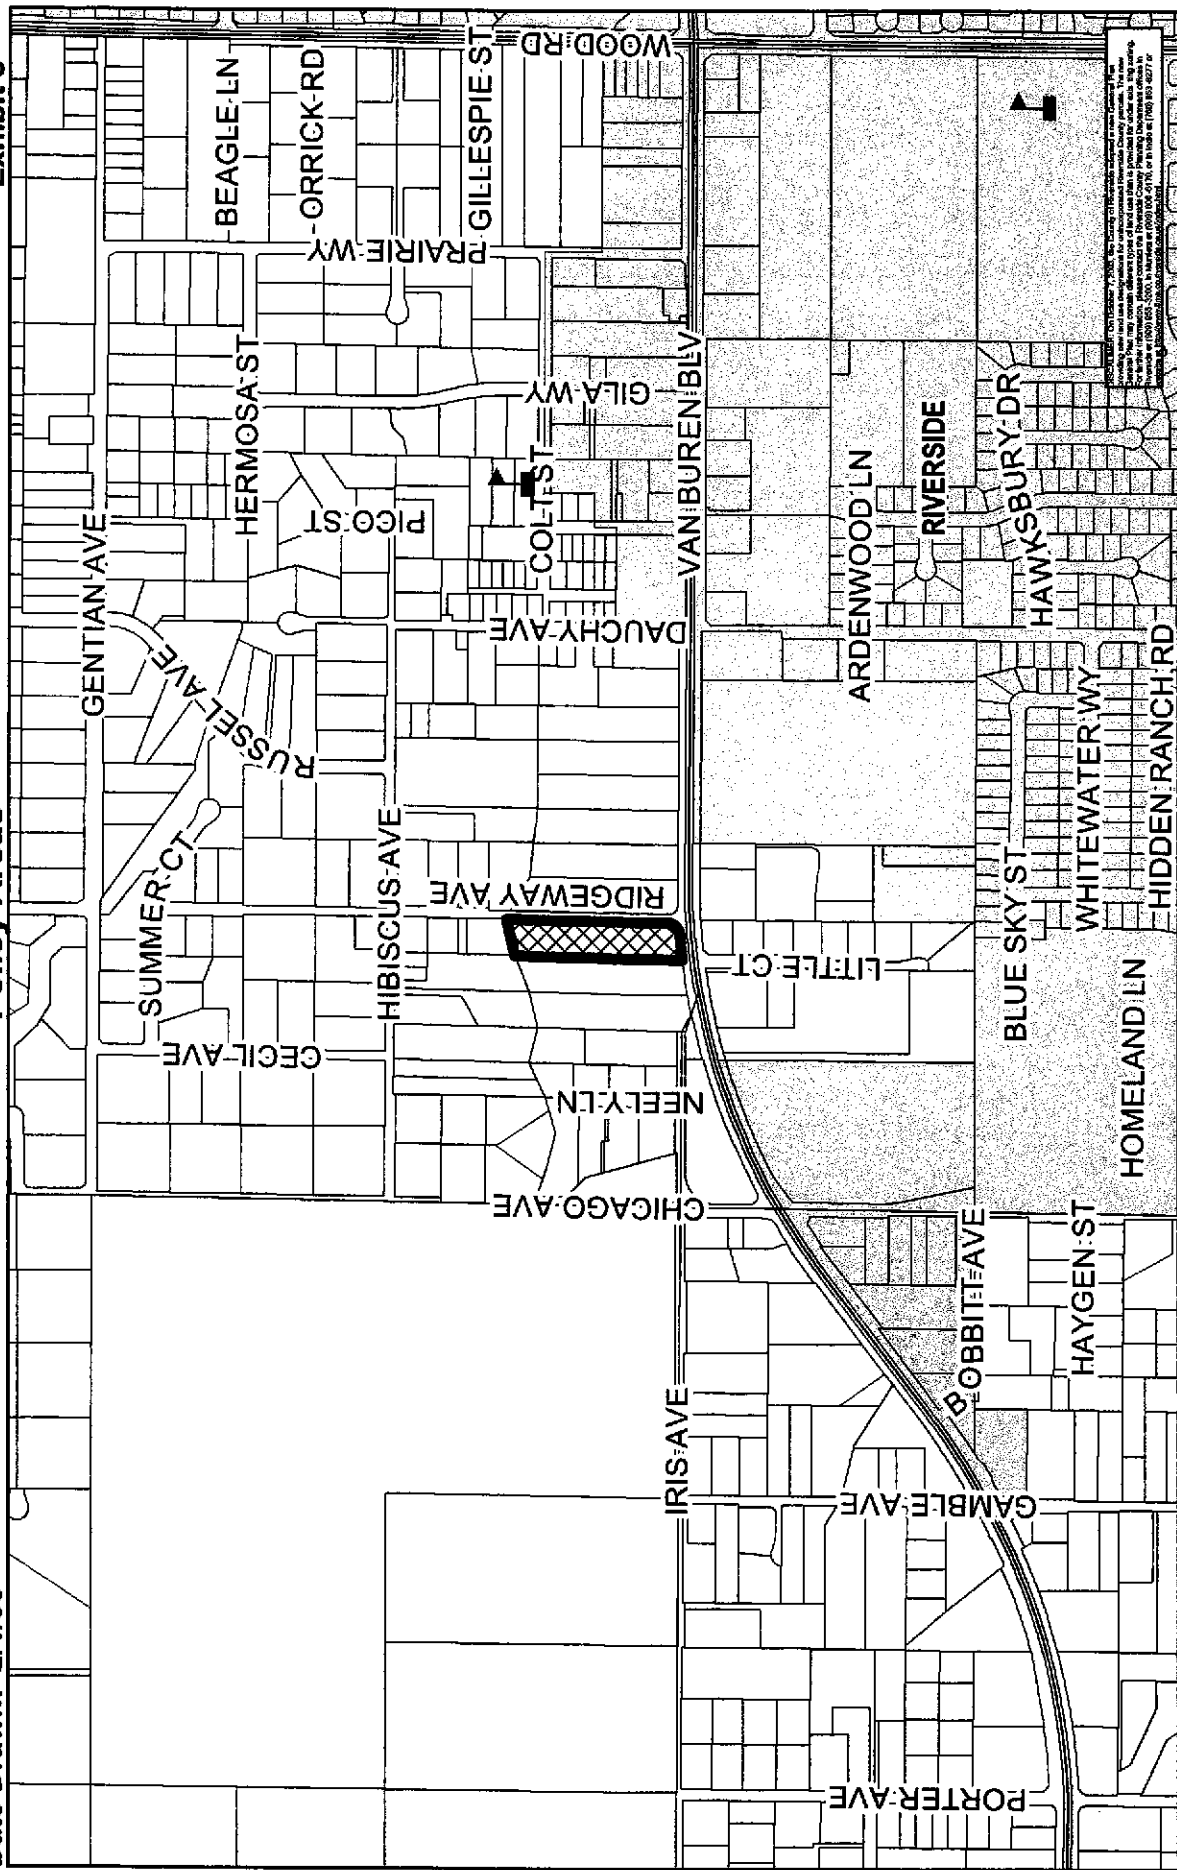 WOOD RD
BEAGLE LN
ORRICK RD
GILLESPIE ST
PRAIRIE WY
HERMOSA ST
GILA WY
VAN BUREN BLV
GENTIAN AVE
PICO ST
COLT ST
ARDENWOOD LN
RIVERSIDE
HAWKSBURY DR
DAUCHY AVE
RUSSEL AVE
SUMMER CT
HIBISCUS AVE
RIDGEWAY AVE
LITTLE CT
BLUE SKY ST
WHITEWATER WY
HIDDEN RANCH RD
CECIL AVE
NEELY LN
HOMELAND LN
CHICAGO AVE
BOBBITT AVE
HAYGEN ST
IRIS AVE
GAMBLE AVE
PORTER AVE